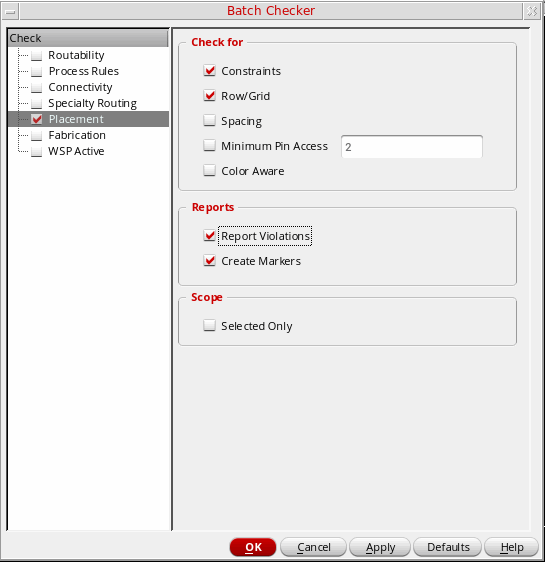 Batch Checker
Check
Routability
Process Rules
Connectivity
Specialty Routing
Placement
Fabrication
WSP Active
Check for
Constraints
Row/Grid
Spacing
Minimum Pin Access 2
Color Aware
Reports
Report Violations
Create Markers
Scope
Selected Only
OK Cancel Apply Defaults Help